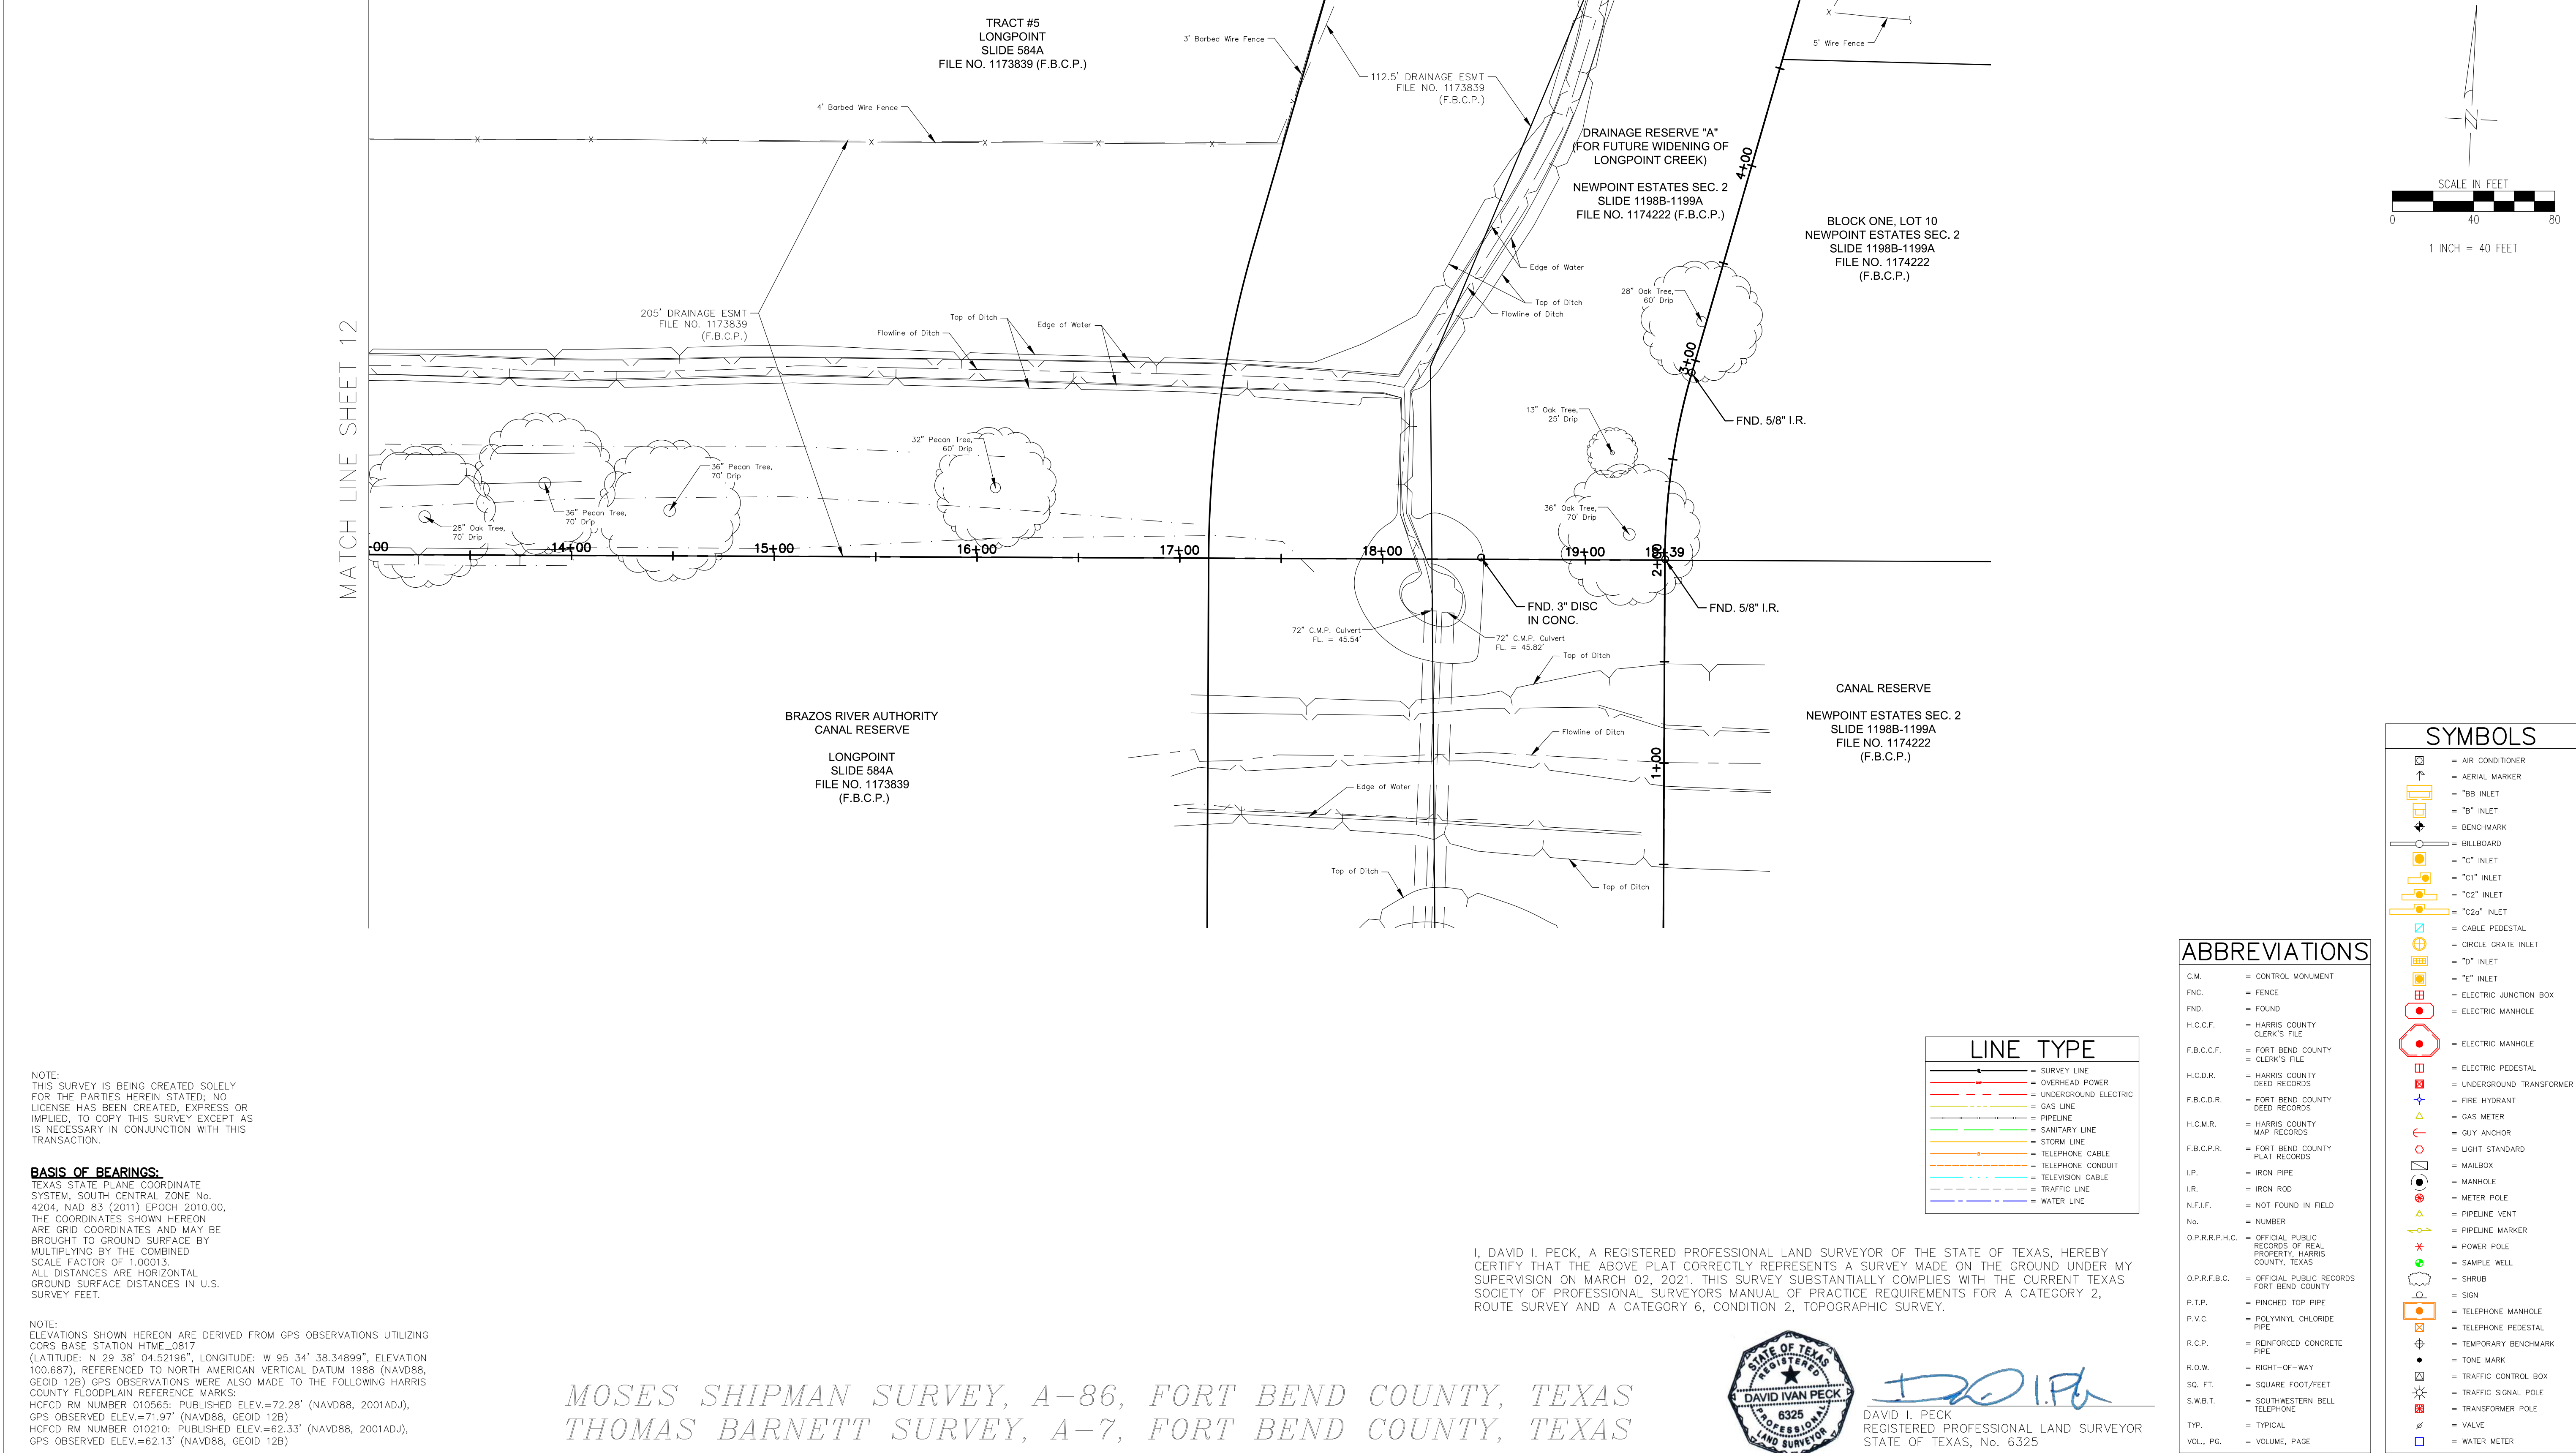 TRACT #5
LONGPOINT
SLIDE 584A
FILE NO. 1173839 (F.B.C.P.)
3' Barbed Wire Fence
4' Barbed Wire Fence
112.5' DRAINAGE ESMT
FILE NO. 1173839
(F.B.C.P.)
5' Wire Fence
DRAINAGE RESERVE "A"
(FOR FUTURE WIDENING OF
LONGPOINT CREEK)
NEWPOINT ESTATES SEC. 2
SLIDE 1198B-1199A
FILE NO. 1174222 (F.B.C.P.)
4+00
BLOCK ONE, LOT 10
NEWPOINT ESTATES SEC. 2
SLIDE 1198B-1199A
FILE NO. 1174222
(F.B.C.P.)
N
SCALE IN FEET
0 40 80
1 INCH = 40 FEET
MATCH LINE SHEET 12
205' DRAINAGE ESMT
FILE NO. 1173839
(F.B.C.P.)
Flowline of Ditch
Top of Ditch
Edge of Water
Edge of Water
Top of Ditch
Flowline of Ditch
28" Oak Tree,
60' Drip
3+00
FND. 5/8" I.R.
13" Oak Tree,
25' Drip
32" Pecan Tree,
60' Drip
36" Pecan Tree,
70' Drip
36" Pecan Tree,
70' Drip
28" Oak Tree,
70' Drip
36" Oak Tree,
70' Drip
-00 14+00 15+00 16+00 17+00 18+00 19+00 19+39
2+00
FND. 3" DISC
IN CONC.
FND. 5/8" I.R.
72" C.M.P. Culvert
FL. = 45.54'
72" C.M.P. Culvert
FL. = 45.82'
Top of Ditch
Flowline of Ditch
1+00
Edge of Water
Top of Ditch
Top of Ditch
BRAZOS RIVER AUTHORITY
CANAL RESERVE
LONGPOINT
SLIDE 584A
FILE NO. 1173839
(F.B.C.P.)
CANAL RESERVE
NEWPOINT ESTATES SEC. 2
SLIDE 1198B-1199A
FILE NO. 1174222
(F.B.C.P.)
SYMBOLS
= AIR CONDITIONER
= AERIAL MARKER
= "BB INLET
= "B" INLET
= BENCHMARK
= BILLBOARD
= "C" INLET
= "C1" INLET
= "C2" INLET
= "C2a" INLET
= CABLE PEDESTAL
= CIRCLE GRATE INLET
= "D" INLET
= "E" INLET
= ELECTRIC JUNCTION BOX
= ELECTRIC MANHOLE
= ELECTRIC MANHOLE
= ELECTRIC PEDESTAL
= UNDERGROUND TRANSFORMER
= FIRE HYDRANT
= GAS METER
= GUY ANCHOR
= LIGHT STANDARD
= MAILBOX
= MANHOLE
= METER POLE
= PIPELINE VENT
= PIPELINE MARKER
= POWER POLE
= SAMPLE WELL
= SHRUB
= SIGN
= TELEPHONE MANHOLE
= TELEPHONE PEDESTAL
= TEMPORARY BENCHMARK
= TONE MARK
= TRAFFIC CONTROL BOX
= TRAFFIC SIGNAL POLE
= TRANSFORMER POLE
= VALVE
= WATER METER
ABBREVIATIONS
C.M. = CONTROL MONUMENT
FNC. = FENCE
FND. = FOUND
H.C.C.F. = HARRIS COUNTY
CLERK'S FILE
F.B.C.C.F. = FORT BEND COUNTY
= CLERK'S FILE
H.C.D.R. = HARRIS COUNTY
DEED RECORDS
F.B.C.D.R. = FORT BEND COUNTY
DEED RECORDS
H.C.M.R. = HARRIS COUNTY
MAP RECORDS
F.B.C.P.R. = FORT BEND COUNTY
PLAT RECORDS
I.P. = IRON PIPE
I.R. = IRON ROD
N.F.I.F. = NOT FOUND IN FIELD
No. = NUMBER
O.P.R.R.P.H.C. = OFFICIAL PUBLIC
RECORDS OF REAL
PROPERTY, HARRIS
COUNTY, TEXAS
O.P.R.F.B.C. = OFFICIAL PUBLIC RECORDS
FORT BEND COUNTY
P.T.P. = PINCHED TOP PIPE
P.V.C. = POLYVINYL CHLORIDE
PIPE
R.C.P. = REINFORCED CONCRETE
PIPE
R.O.W. = RIGHT-OF-WAY
SQ. FT. = SQUARE FOOT/FEET
S.W.B.T. = SOUTHWESTERN BELL
TELEPHONE
TYP. = TYPICAL
VOL., PG. = VOLUME, PAGE
LINE TYPE
= SURVEY LINE
= OVERHEAD POWER
= UNDERGROUND ELECTRIC
= GAS LINE
= PIPELINE
= SANITARY LINE
= STORM LINE
= TELEPHONE CABLE
= TELEPHONE CONDUIT
= TELEVISION CABLE
= TRAFFIC LINE
= WATER LINE
NOTE:
THIS SURVEY IS BEING CREATED SOLELY
FOR THE PARTIES HEREIN STATED; NO
LICENSE HAS BEEN CREATED, EXPRESS OR
IMPLIED, TO COPY THIS SURVEY EXCEPT AS
IS NECESSARY IN CONJUNCTION WITH THIS
TRANSACTION.
BASIS OF BEARINGS:
TEXAS STATE PLANE COORDINATE
SYSTEM, SOUTH CENTRAL ZONE No.
4204, NAD 83 (2011) EPOCH 2010.00,
THE COORDINATES SHOWN HEREON
ARE GRID COORDINATES AND MAY BE
BROUGHT TO GROUND SURFACE BY
MULTIPLYING BY THE COMBINED
SCALE FACTOR OF 1.00013.
ALL DISTANCES ARE HORIZONTAL
GROUND SURFACE DISTANCES IN U.S.
SURVEY FEET.
NOTE:
ELEVATIONS SHOWN HEREON ARE DERIVED FROM GPS OBSERVATIONS UTILIZING
CORS BASE STATION HTME_0817
(LATITUDE: N 29 38' 04.52196", LONGITUDE: W 95 34' 38.34899", ELEVATION
100.687), REFERENCED TO NORTH AMERICAN VERTICAL DATUM 1988 (NAVD88,
GEOID 12B) GPS OBSERVATIONS WERE ALSO MADE TO THE FOLLOWING HARRIS
COUNTY FLOODPLAIN REFERENCE MARKS:
HCFCD RM NUMBER 010565: PUBLISHED ELEV.=72.28' (NAVD88, 2001ADJ),
GPS OBSERVED ELEV.=71.97' (NAVD88, GEOID 12B)
HCFCD RM NUMBER 010210: PUBLISHED ELEV.=62.33' (NAVD88, 2001ADJ),
GPS OBSERVED ELEV.=62.13' (NAVD88, GEOID 12B)
MOSES SHIPMAN SURVEY, A-86, FORT BEND COUNTY, TEXAS
THOMAS BARNETT SURVEY, A-7, FORT BEND COUNTY, TEXAS
I, DAVID I. PECK, A REGISTERED PROFESSIONAL LAND SURVEYOR OF THE STATE OF TEXAS, HEREBY
CERTIFY THAT THE ABOVE PLAT CORRECTLY REPRESENTS A SURVEY MADE ON THE GROUND UNDER MY
SUPERVISION ON MARCH 02, 2021. THIS SURVEY SUBSTANTIALLY COMPLIES WITH THE CURRENT TEXAS
SOCIETY OF PROFESSIONAL SURVEYORS MANUAL OF PRACTICE REQUIREMENTS FOR A CATEGORY 2,
ROUTE SURVEY AND A CATEGORY 6, CONDITION 2, TOPOGRAPHIC SURVEY.
STATE OF TEXAS
REGISTERED
DAVID IVAN PECK
6325
PROFESSIONAL
LAND SURVEYOR
DAVID I. PECK
REGISTERED PROFESSIONAL LAND SURVEYOR
STATE OF TEXAS, No. 6325